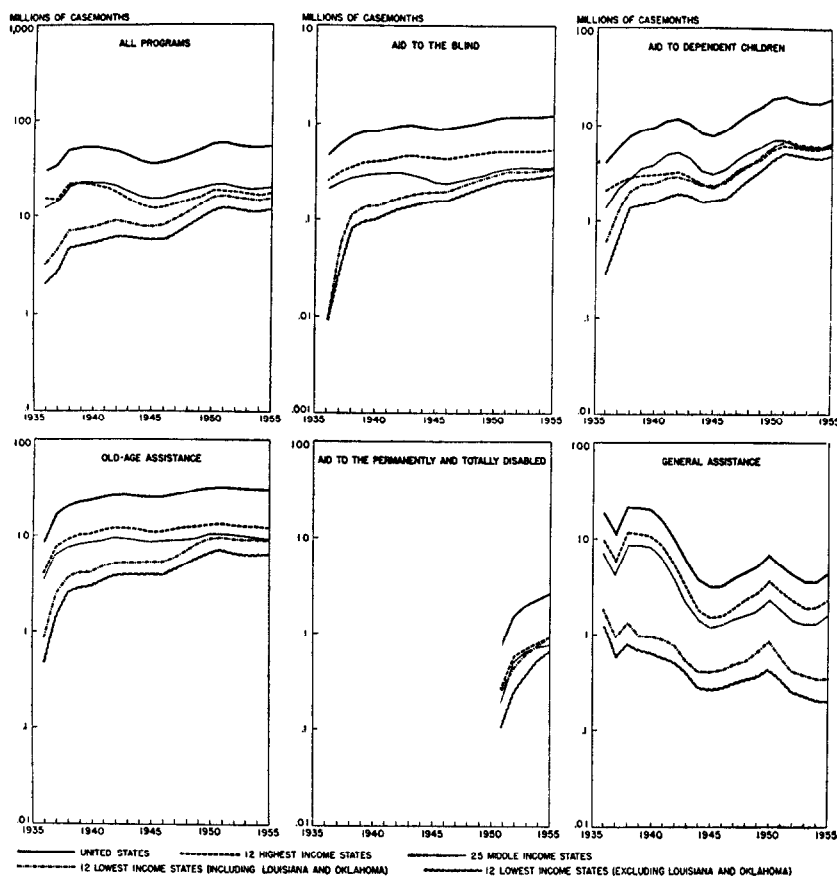 MILLIONS OF CASEMONTHS MILLIONS OF CASEMONTHS MILLIONS OF CASEMONTHS
1,000 10 100
ALL PROGRAMS AID TO THE BLIND AID TO DEPENDENT CHILDREN
100 1 10
10 .1 1
1 .01 .1
.1 .001 .01
1935 1940 1945 1950 1955 1935 1940 1945 1950 1955 1935 1940 1945 1950 1955
100 100 100
OLD-AGE ASSISTANCE AID TO THE PERMANENTLY AND TOTALLY DISABLED GENERAL ASSISTANCE
10 10 10
1 1 1
.1 .1 .1
.01 .01 .01
1935 1940 1945 1950 1955 1935 1940 1945 1950 1955 1935 1940 1945 1950 1955
UNITED STATES 12 HIGHEST INCOME STATES 25 MIDDLE INCOME STATES
12 LOWEST INCOME STATES (INCLUDING LOUISIANA AND OKLAHOMA) 12 LOWEST INCOME STATES (EXCLUDING LOUISIANA AND OKLAHOMA)